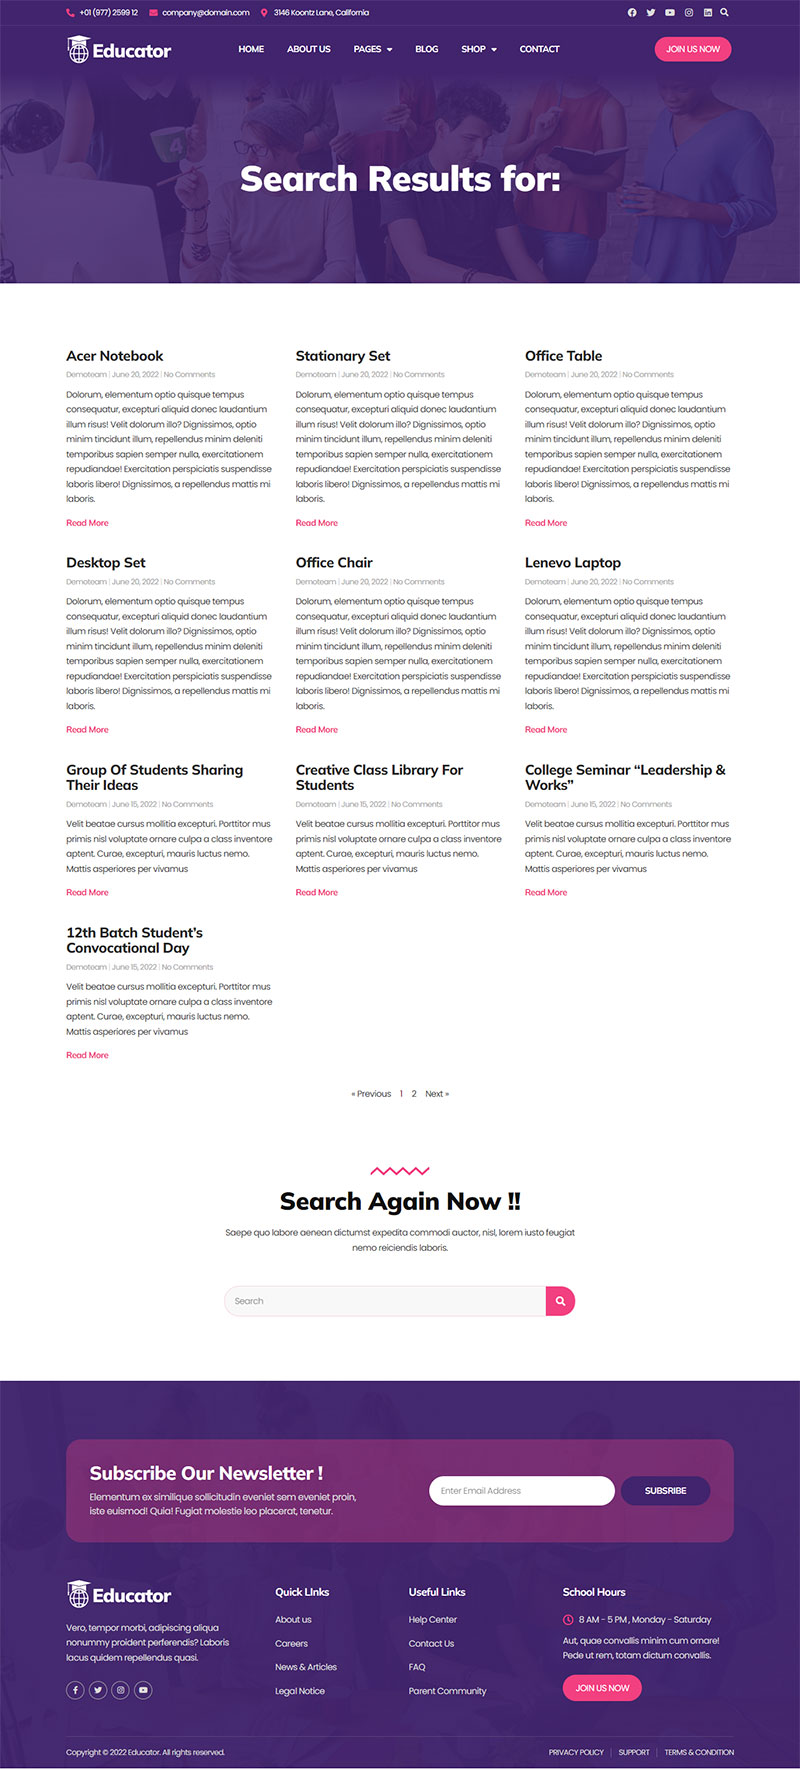 +01 (977) 2599 12 company@domain.com 3146 Koontz Lane, California
Educator HOME ABOUT US PAGES BLOG SHOP CONTACT JOIN US NOW
4
Search Results for:
Acer Notebook
Demoteam | June 20, 2022 | No Comments
Dolorum, elementum optio quisque tempus
consequatur, excepturi aliquid donec laudantium
illum risus! Velit dolorum illo? Dignissimos, optio
minim tincidunt illum, repellendus minim deleniti
temporibus sapien semper nulla, exercitationem
repudiandae! Exercitation perspiciatis suspendisse
laboris libero! Dignissimos, a repellendus mattis mi
laboris.
Read More
Stationary Set
Demoteam | June 20, 2022 | No Comments
Dolorum, elementum optio quisque tempus
consequatur, excepturi aliquid donec laudantium
illum risus! Velit dolorum illo? Dignissimos, optio
minim tincidunt illum, repellendus minim deleniti
temporibus sapien semper nulla, exercitationem
repudiandae! Exercitation perspiciatis suspendisse
laboris libero! Dignissimos, a repellendus mattis mi
laboris.
Read More
Office Table
Demoteam | June 20, 2022 | No Comments
Dolorum, elementum optio quisque tempus
consequatur, excepturi aliquid donec laudantium
illum risus! Velit dolorum illo? Dignissimos, optio
minim tincidunt illum, repellendus minim deleniti
temporibus sapien semper nulla, exercitationem
repudiandae! Exercitation perspiciatis suspendisse
laboris libero! Dignissimos, a repellendus mattis mi
laboris.
Read More
Desktop Set
Demoteam | June 20, 2022 | No Comments
Dolorum, elementum optio quisque tempus
consequatur, excepturi aliquid donec laudantium
illum risus! Velit dolorum illo? Dignissimos, optio
minim tincidunt illum, repellendus minim deleniti
temporibus sapien semper nulla, exercitationem
repudiandae! Exercitation perspiciatis suspendisse
laboris libero! Dignissimos, a repellendus mattis mi
laboris.
Read More
Office Chair
Demoteam | June 20, 2022 | No Comments
Dolorum, elementum optio quisque tempus
consequatur, excepturi aliquid donec laudantium
illum risus! Velit dolorum illo? Dignissimos, optio
minim tincidunt illum, repellendus minim deleniti
temporibus sapien semper nulla, exercitationem
repudiandae! Exercitation perspiciatis suspendisse
laboris libero! Dignissimos, a repellendus mattis mi
laboris.
Read More
Lenevo Laptop
Demoteam | June 20, 2022 | No Comments
Dolorum, elementum optio quisque tempus
consequatur, excepturi aliquid donec laudantium
illum risus! Velit dolorum illo? Dignissimos, optio
minim tincidunt illum, repellendus minim deleniti
temporibus sapien semper nulla, exercitationem
repudiandae! Exercitation perspiciatis suspendisse
laboris libero! Dignissimos, a repellendus mattis mi
laboris.
Read More
Group Of Students Sharing
Their Ideas
Demoteam | June 15, 2022 | No Comments
Velit beatae cursus mollitia excepturi. Porttitor mus
primis nisl voluptate ornare culpa a class inventore
aptent. Curae, excepturi, mauris luctus nemo.
Mattis asperiores per vivamus
Read More
Creative Class Library For
Students
Demoteam | June 15, 2022 | No Comments
Velit beatae cursus mollitia excepturi. Porttitor mus
primis nisl voluptate ornare culpa a class inventore
aptent. Curae, excepturi, mauris luctus nemo.
Mattis asperiores per vivamus
Read More
College Seminar “Leadership &
Works”
Demoteam | June 15, 2022 | No Comments
Velit beatae cursus mollitia excepturi. Porttitor mus
primis nisl voluptate ornare culpa a class inventore
aptent. Curae, excepturi, mauris luctus nemo.
Mattis asperiores per vivamus
Read More
12th Batch Student’s
Convocational Day
Demoteam | June 15, 2022 | No Comments
Velit beatae cursus mollitia excepturi. Porttitor mus
primis nisl voluptate ornare culpa a class inventore
aptent. Curae, excepturi, mauris luctus nemo.
Mattis asperiores per vivamus
Read More
« Previous 1 2 Next »
Search Again Now !!
Saepe quo labore aenean dictumst expedita commodi auctor, nisl, lorem iusto feugiat
nemo reiciendis laboris.
Search
Subscribe Our Newsletter !
Elementum ex similique sollicitudin eveniet sem eveniet proin,
iste euismod! Quia! Fugiat molestie leo placerat, tenetur.
Enter Email Address SUBSRIBE
Educator
Vero, tempor morbi, adipiscing aliqua
nonummy proident perferendis? Laboris
lacus quidem repellendus quasi.
Quick LInks
About us
Careers
News & Articles
Legal Notice
Useful Links
Help Center
Contact Us
FAQ
Parent Community
School Hours
8 AM - 5 PM , Monday - Saturday
Aut, quae convallis minim cum ornare!
Pede ut rem, totam dictum convallis.
JOIN US NOW
Copyright © 2022 Educator. All rights reserved. PRIVACY POLICY | SUPPORT | TERMS & CONDITION